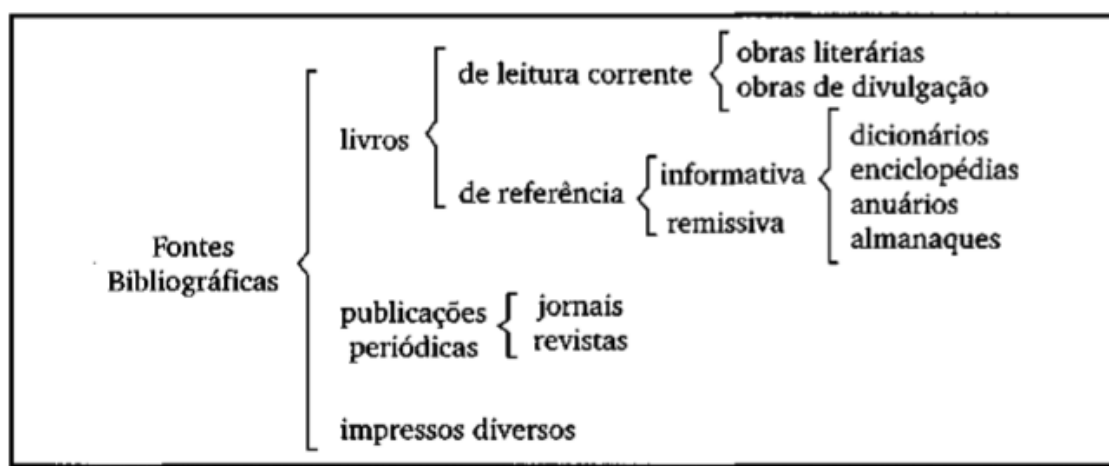 Fontes
Bibliográficas
livros
de leitura corrente
obras literárias
obras de divulgação
de referência
informativa
dicionários
enciclopédias
anuários
almanaques
remissiva
publicações
periódicas
jornais
revistas
impressos diversos